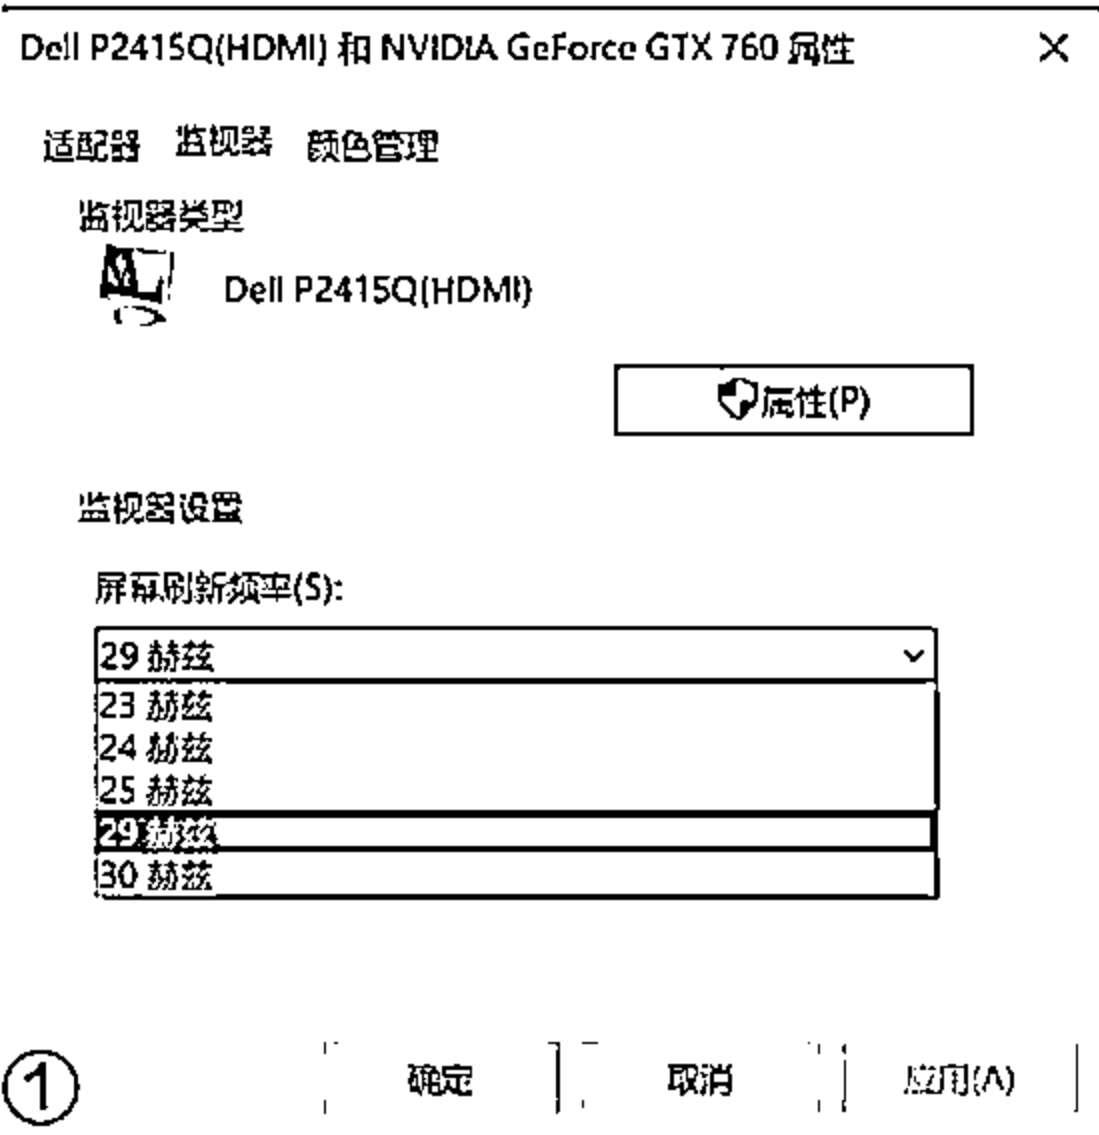 Dell P2415Q(HDMI) 和 NVIDIA GeForce GTX 760 属性
适配器 监视器 颜色管理
监视器类型
Dell P2415Q(HDMI)
属性(P)
监视器设置
屏幕刷新频率(S):
29 赫兹
23 赫兹
24 赫兹
25 赫兹
29 赫兹
30 赫兹
① 确定 取消 应用(A)